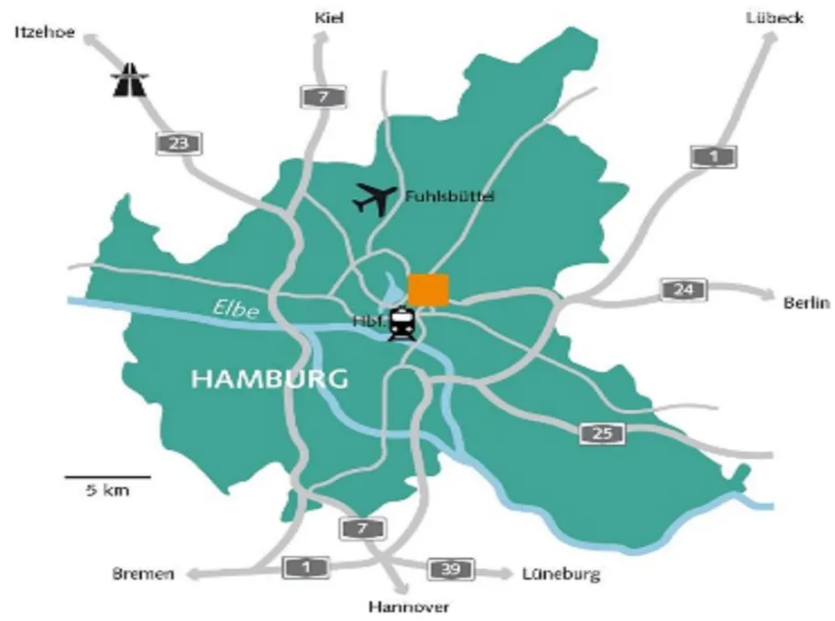 Kiel
Lübeck
Itzehoe
7
23
1
Fuhlsbüttel
24
Berlin
Elbe
Hbf.
HAMBURG
25
5 km
7
Bremen
1
39
Lüneburg
Hannover